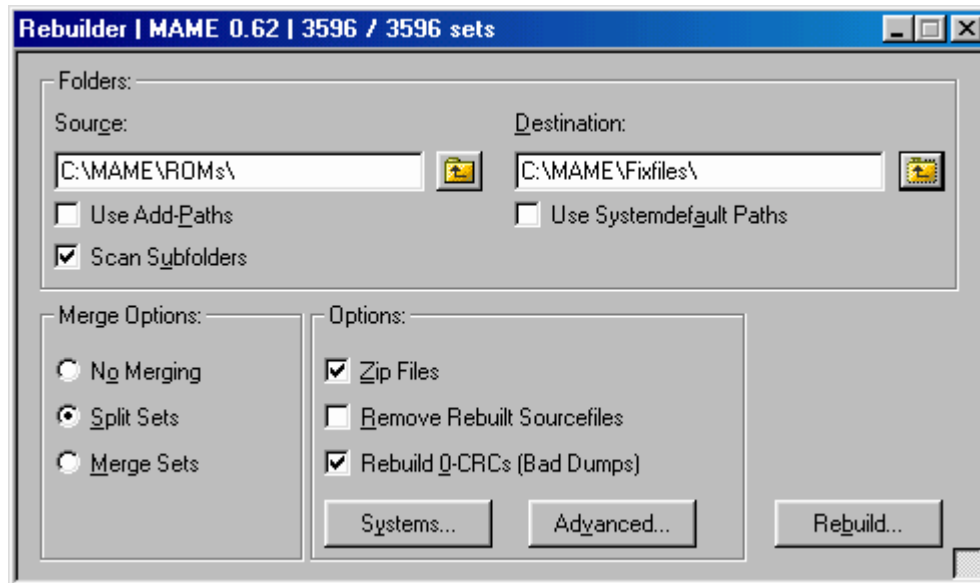 Rebuilder | MAME 0.62 | 3596 / 3596 sets
Folders:
Source:
Destination:
C:\MAME\ROMs\
C:\MAME\Fixfiles\
Use Add-Paths
Use Systemdefault Paths
Scan Subfolders
Merge Options:
Options:
No Merging
Zip Files
Split Sets
Remove Rebuilt Sourcefiles
Merge Sets
Rebuild 0-CRCs (Bad Dumps)
Systems...
Advanced...
Rebuild...